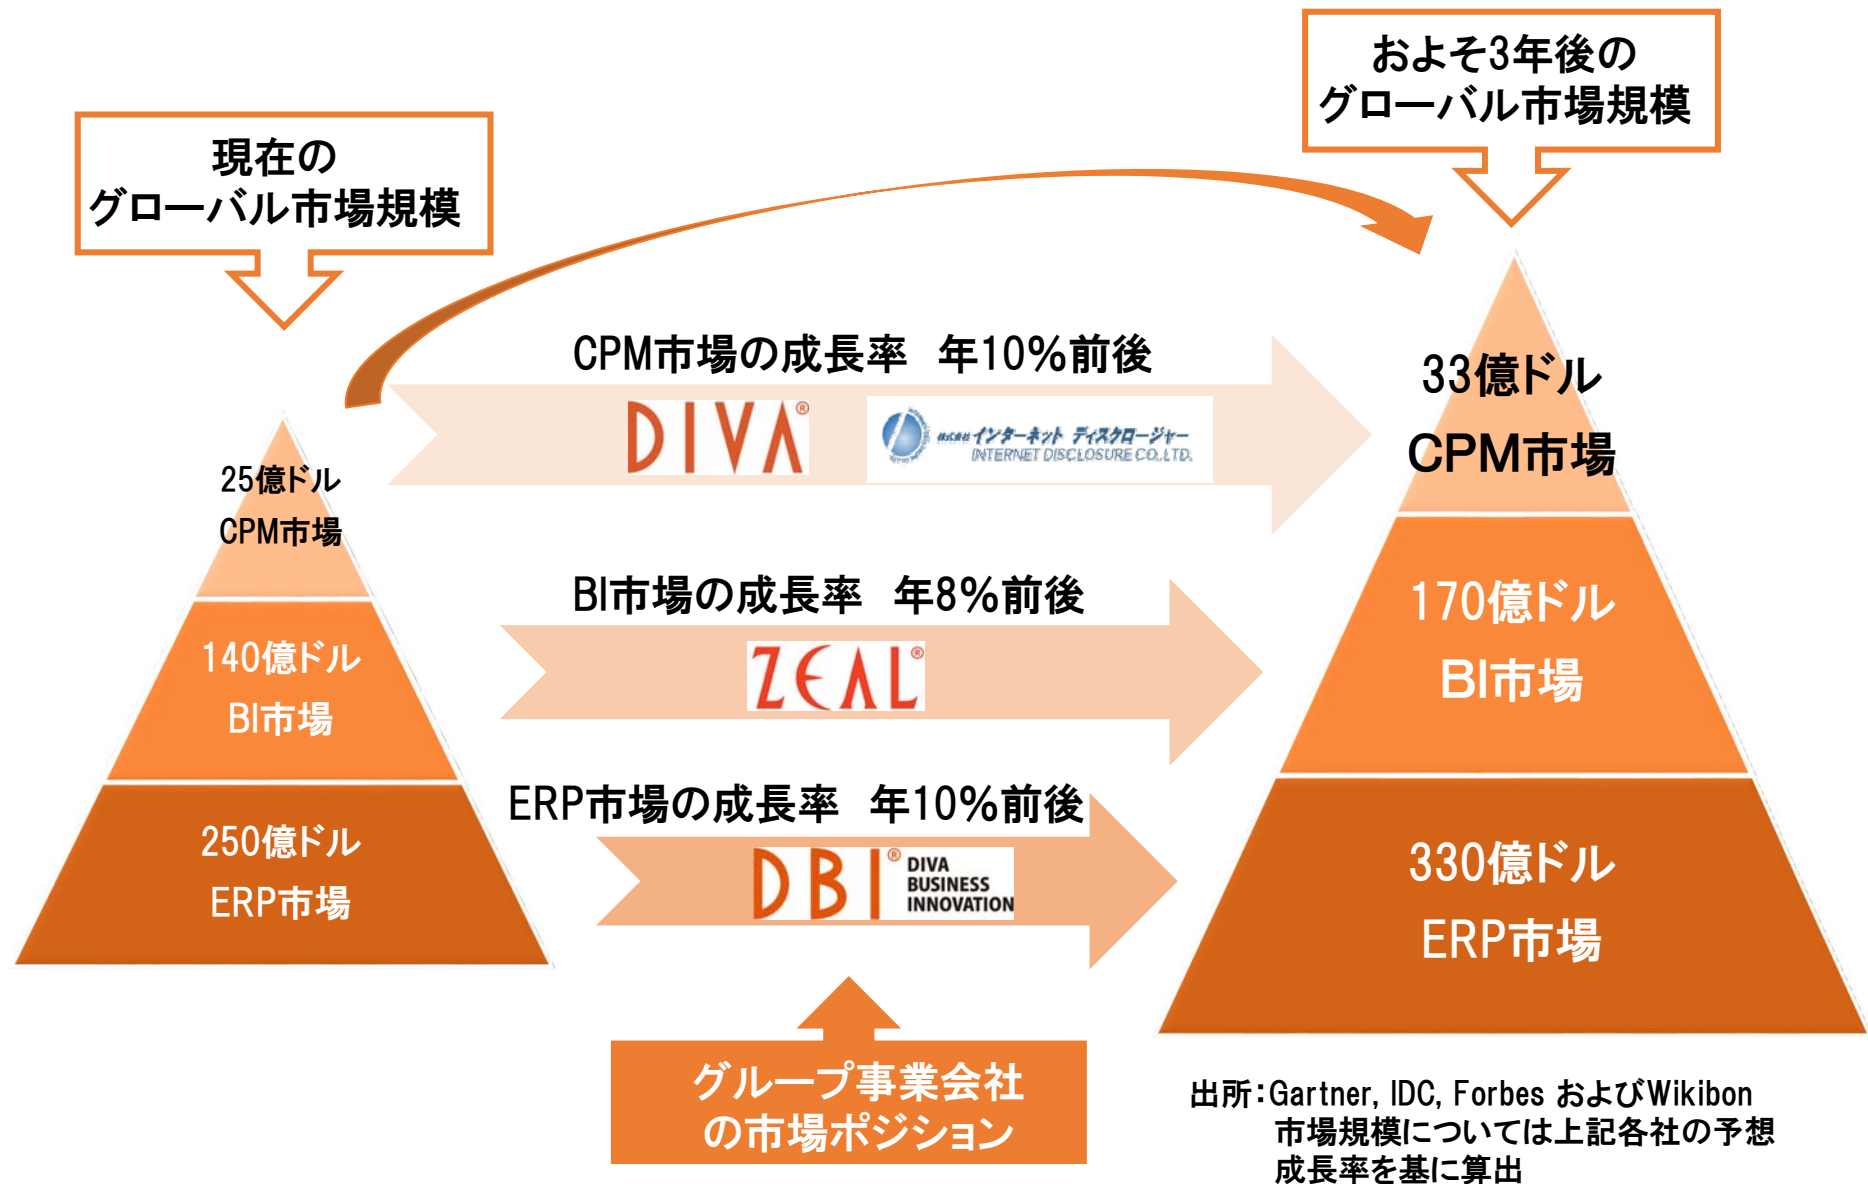 現在の
グローバル市場規模
およそ3年後の
グローバル市場規模
CPM市場の成長率　年10%前後
DIVA®
株式会社 インターネット ディスクロージャー
INTERNET DISCLOSURE CO.,LTD.
25億ドル
CPM市場
33億ドル
CPM市場
BI市場の成長率　年8%前後
ZEAL®
140億ドル
BI市場
170億ドル
BI市場
ERP市場の成長率　年10%前後
DBI® DIVA
BUSINESS
INNOVATION
250億ドル
ERP市場
330億ドル
ERP市場
グループ事業会社
の市場ポジション
出所：Gartner, IDC, Forbes およびWikibon
市場規模については上記各社の予想
成長率を基に算出